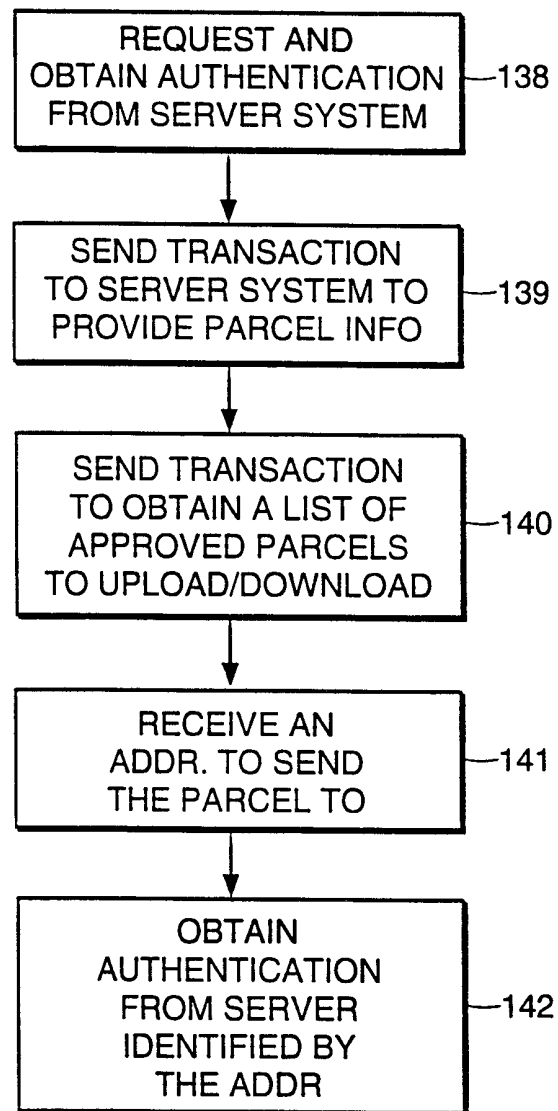 REQUEST AND
OBTAIN AUTHENTICATION
FROM SERVER SYSTEM
138
SEND TRANSACTION
TO SERVER SYSTEM TO
PROVIDE PARCEL INFO
139
SEND TRANSACTION
TO OBTAIN A LIST OF
APPROVED PARCELS
TO UPLOAD/DOWNLOAD
140
RECEIVE AN
ADDR. TO SEND
THE PARCEL TO
141
OBTAIN
AUTHENTICATION
FROM SERVER
IDENTIFIED BY
THE ADDR
142